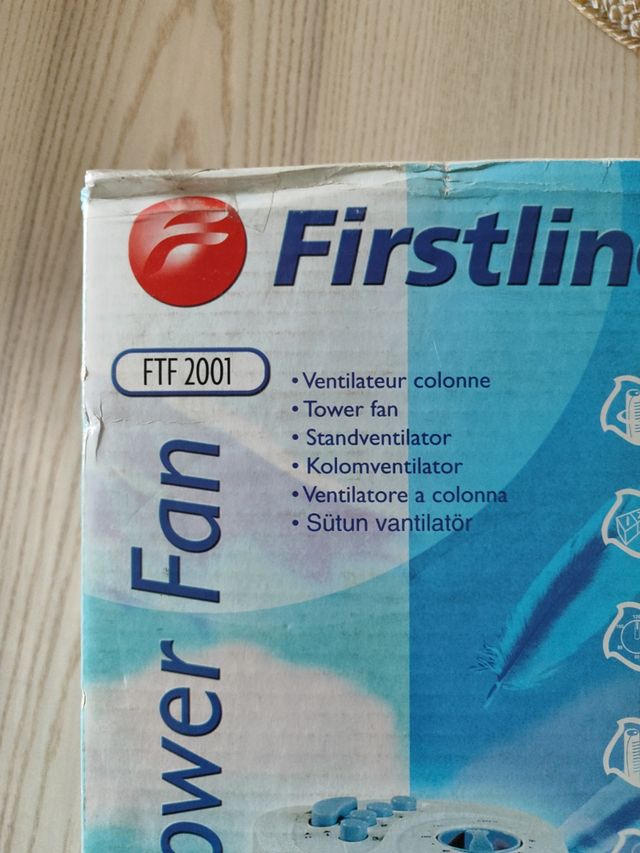 Firstlin
FTF 2001
• Ventilateur colonne
• Tower fan
• Standventilator
• Kolomventilator
• Ventilatore a colonna
• Sütun vantilatör
ower Fan